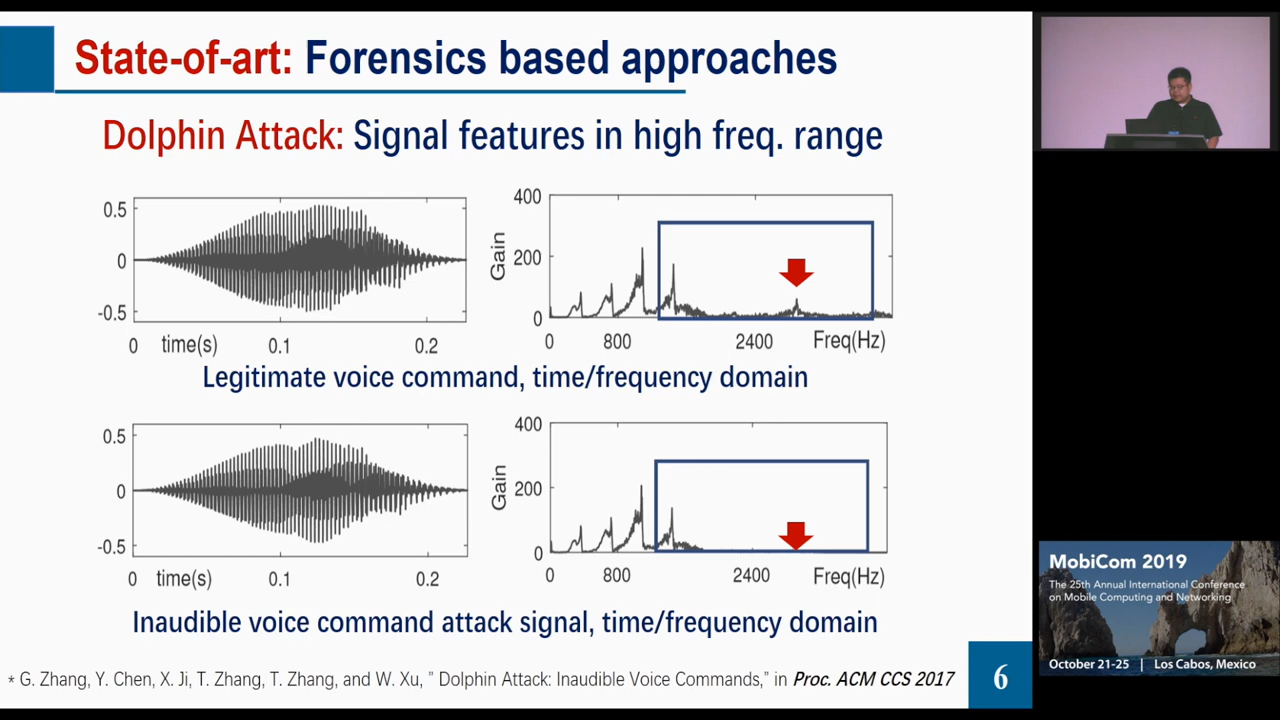 State-of-art: Forensics based approaches
Dolphin Attack: Signal features in high freq. range
0.5
0
-0.5
0 time(s) 0.1 0.2
400
Gain 200
0
0 800 2400 Freq(Hz)
Legitimate voice command, time/frequency domain
0.5
0
-0.5
0 time(s) 0.1 0.2
400
Gain 200
0
0 800 2400 Freq(Hz)
Inaudible voice command attack signal, time/frequency domain
* G. Zhang, Y. Chen, X. Ji, T. Zhang, T. Zhang, and W. Xu, " Dolphin Attack: Inaudible Voice Commands," in Proc. ACM CCS 2017
6
MobiCom 2019
The 25th Annual International Conference
on Mobile Computing and Networking
October 21-25 | Los Cabos, Mexico